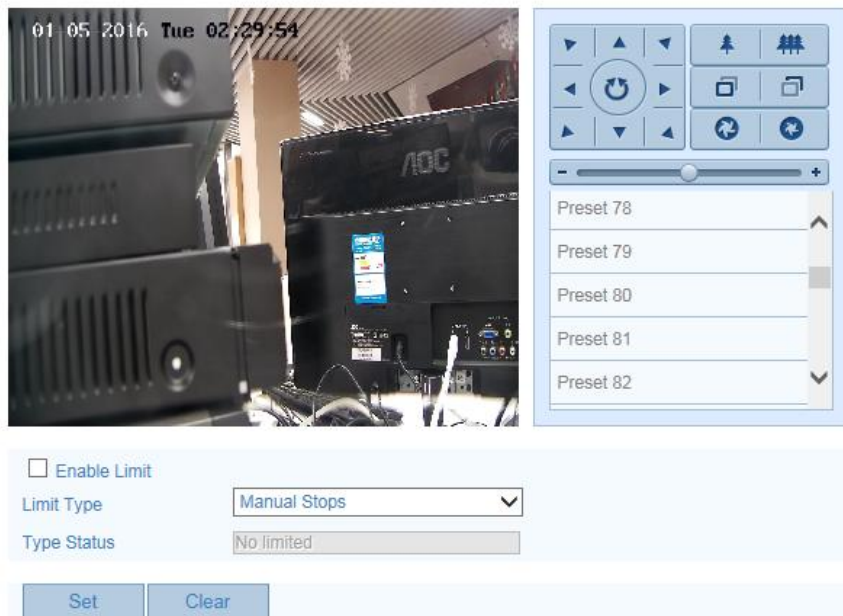 01-05-2016 Tue 02:29:54
AOC
- +
Preset 78
Preset 79
Preset 80
Preset 81
Preset 82
Enable Limit
Limit Type
Manual Stops
Type Status
No limited
Set
Clear